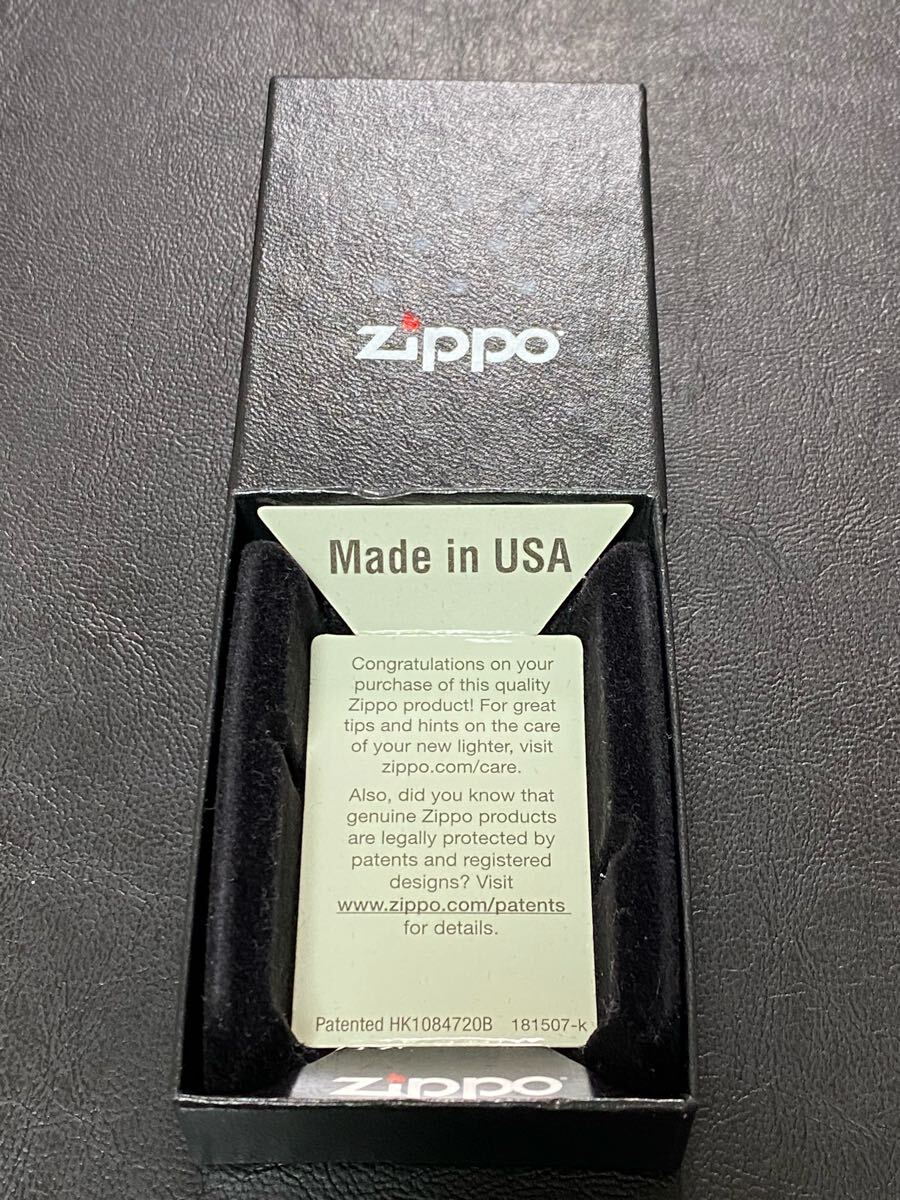 zippo
Made in USA
Congratulations on your
purchase of this quality
Zippo product! For great
tips and hints on the care
of your new lighter, visit
zippo.com/care.
Also, did you know that
genuine Zippo products
are legally protected by
patents and registered
designs? Visit
www.zippo.com/patents
for details.
Patented HK1084720B 181507-k
zippo